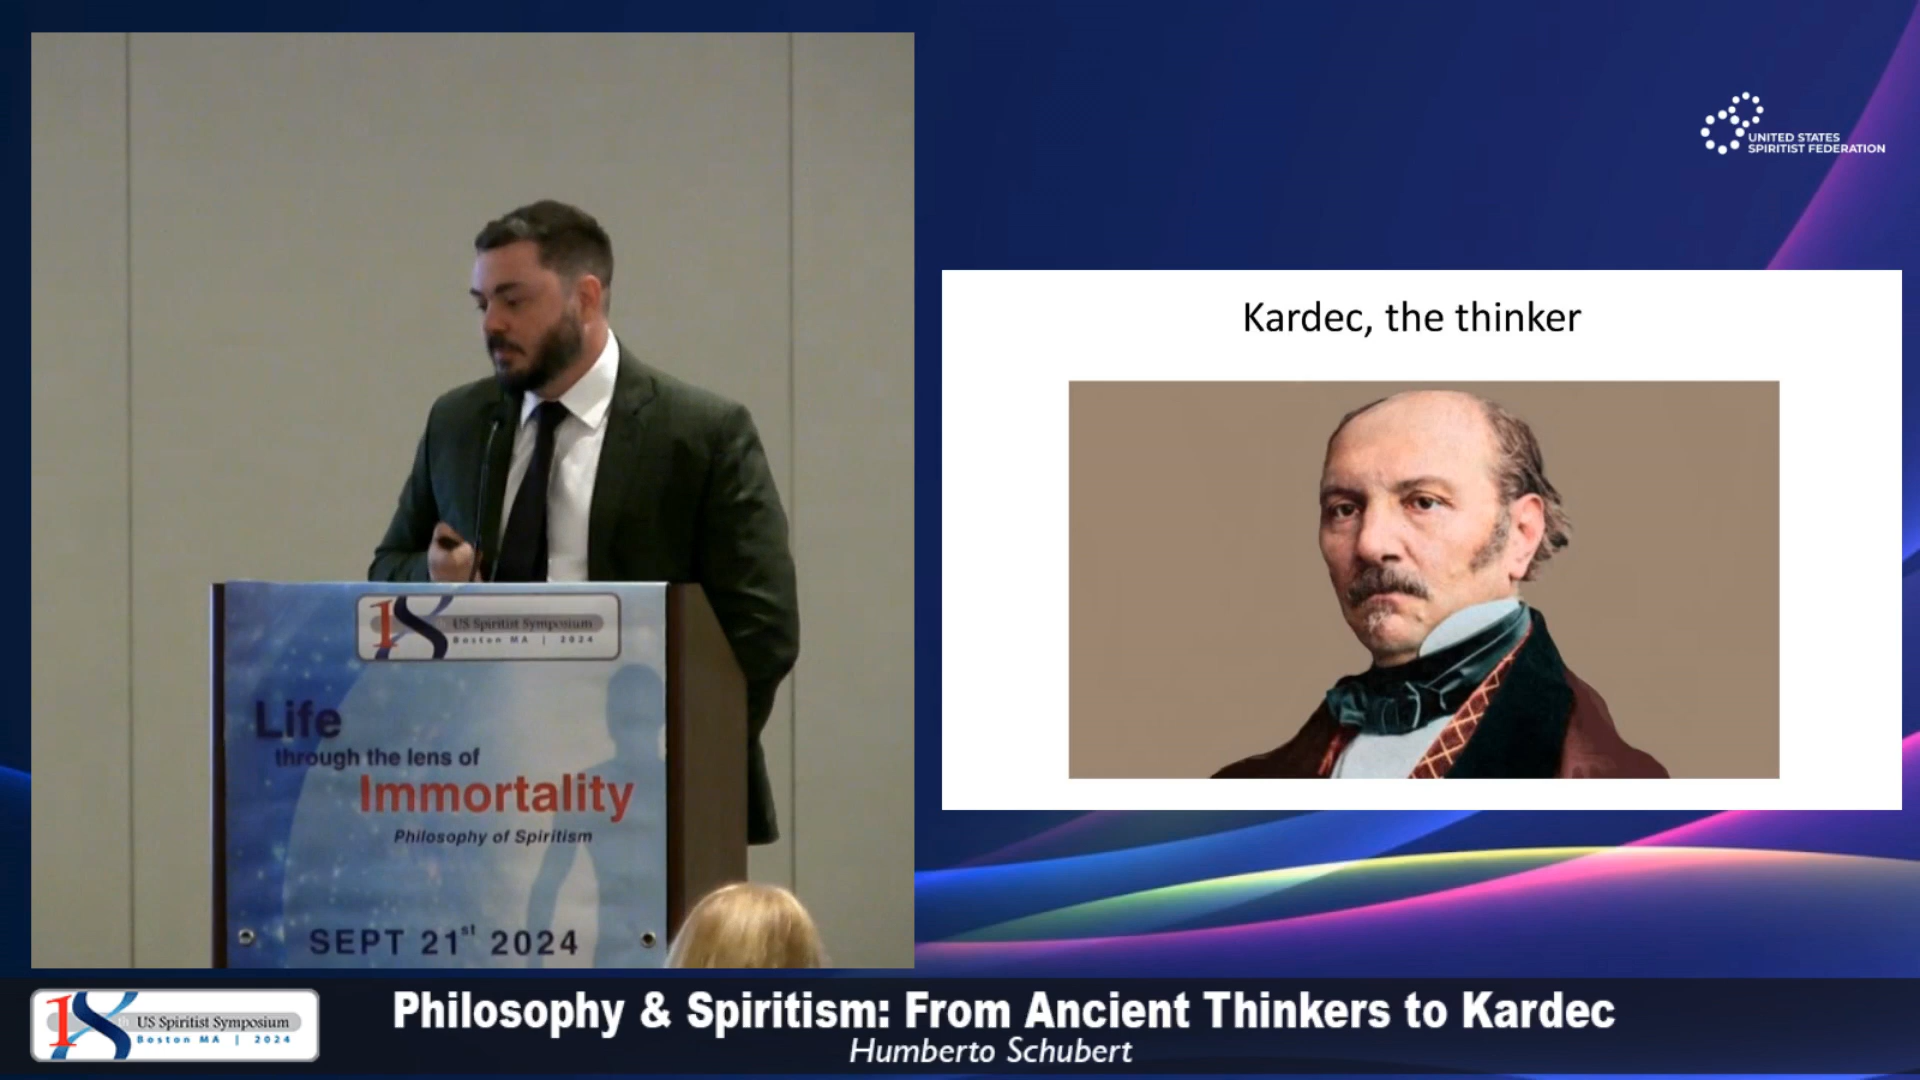 UNITED STATES
SPIRITIST FEDERATION
Kardec, the thinker
18th US Spiritist Symposium
Boston MA | 2024
Life
through the lens of
Immortality
Philosophy of Spiritism
SEPT 21st 2024
18th US Spiritist Symposium
Boston MA | 2024
Philosophy & Spiritism: From Ancient Thinkers to Kardec
Humberto Schubert